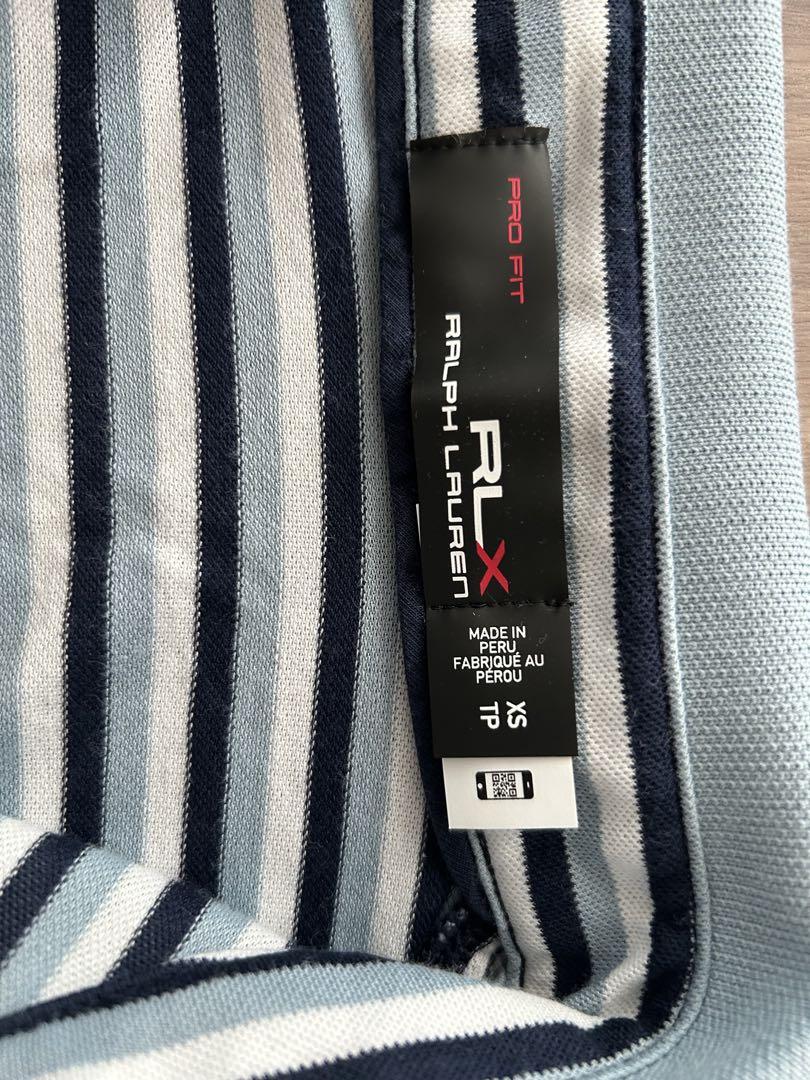 PRO FIT
RLX
RALPH LAUREN
MADE IN
PERU
FABRIQUÉ AU
PÉROU
XS
TP